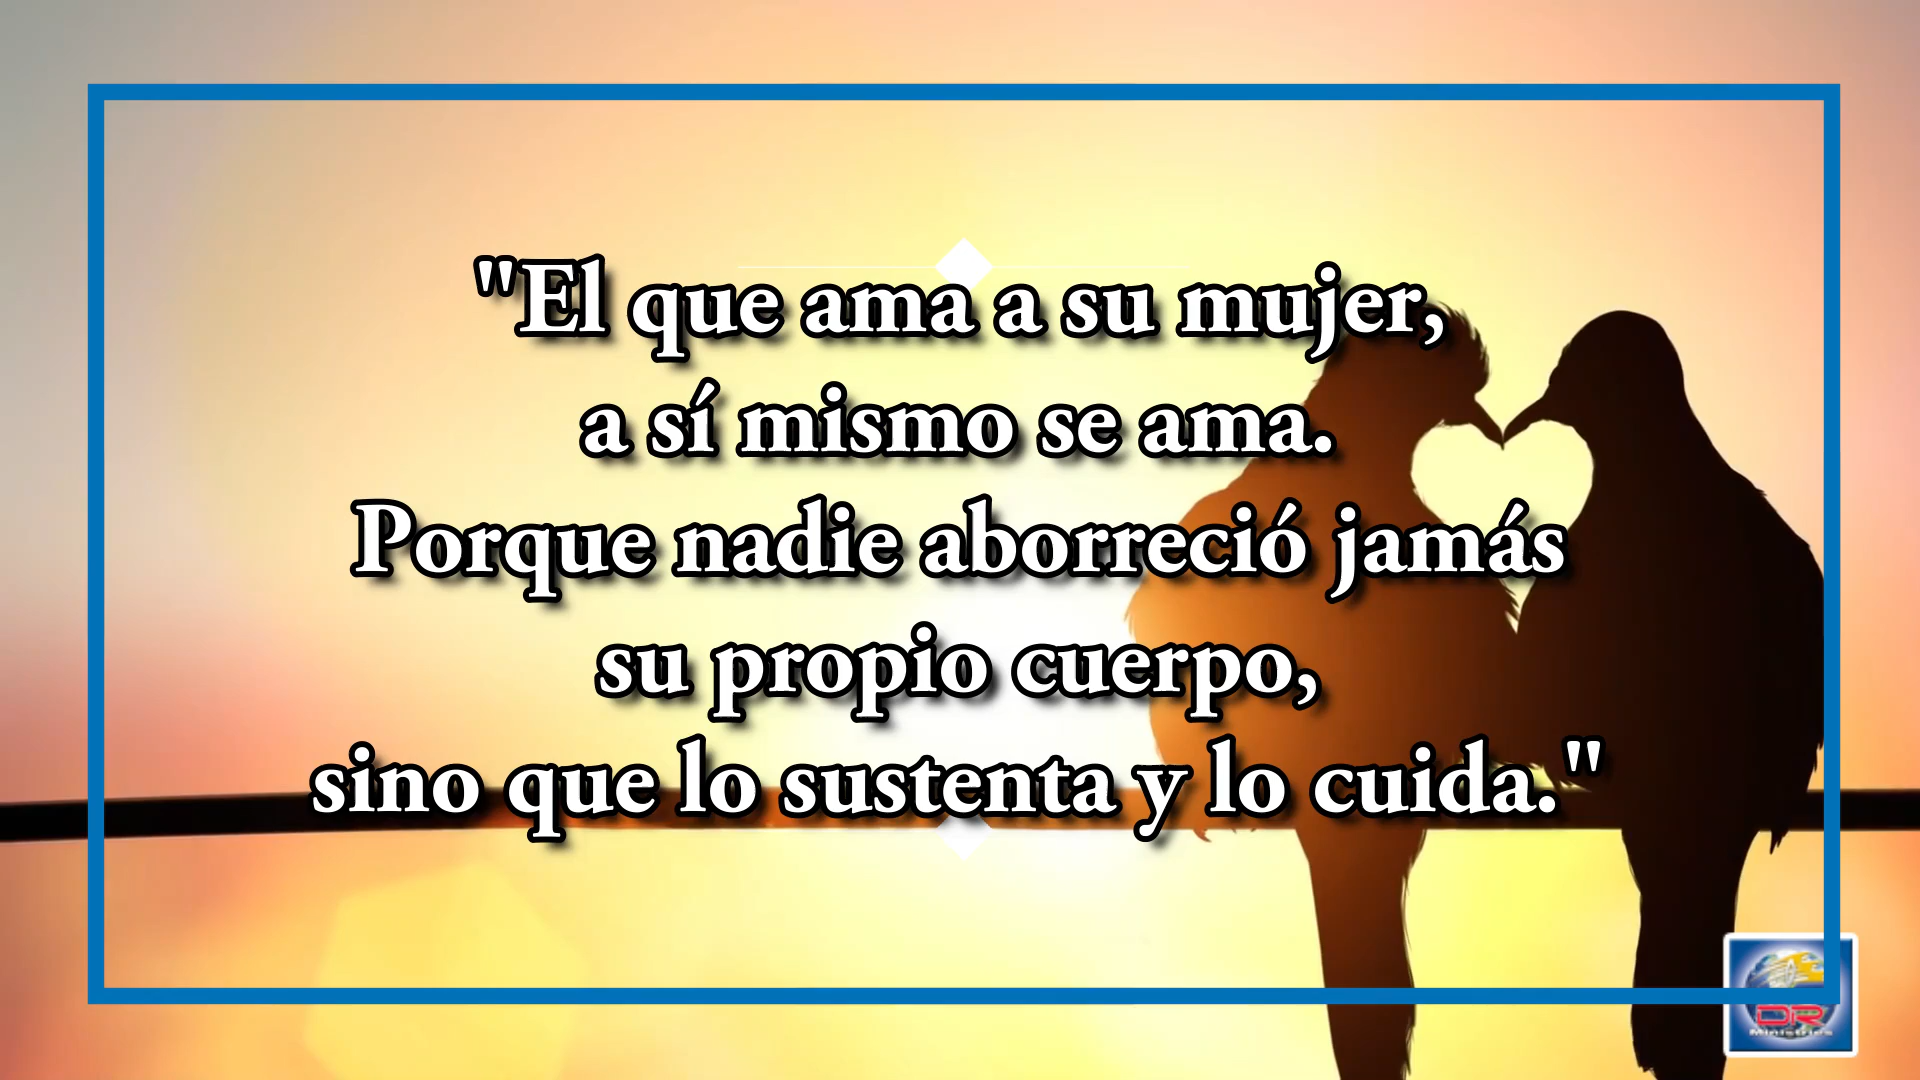 "El que ama a su mujer,
a sí mismo se ama.
Porque nadie aborreció jamás
su propio cuerpo,
sino que lo sustenta y lo cuida."
DR
Ministries